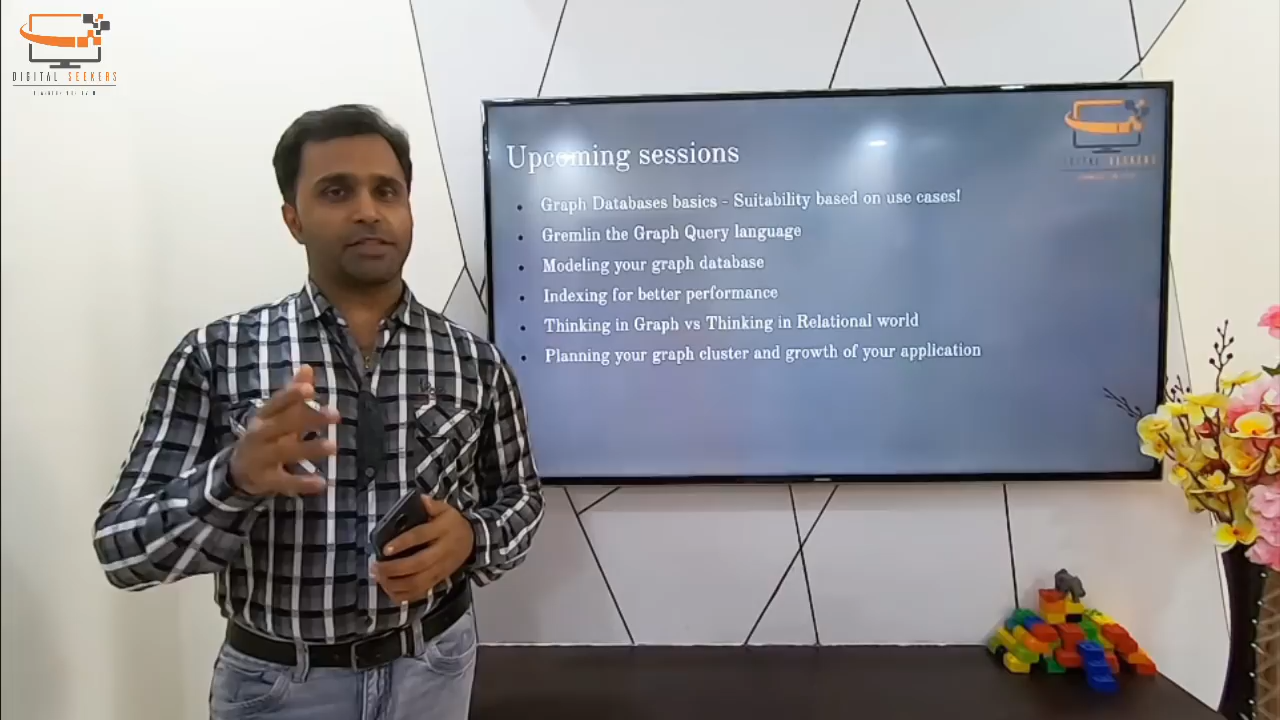 DIGITAL SEEKERS
Upcoming sessions
Graph Databases basics - Suitability based on use cases!
Gremlin the Graph Query language
Modeling your graph database
Indexing for better performance
Thinking in Graph vs Thinking in Relational world
Planning your graph cluster and growth of your application
DIGITAL SEEKERS